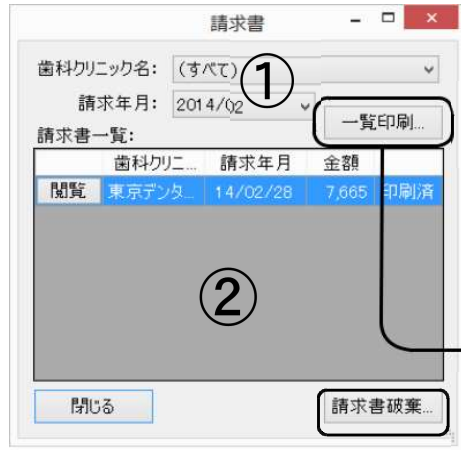 請求書
歯科クリニック名: (すべて)
①
請求年月: 2014/02
一覧印刷...
請求書一覧:
歯科クリニ... 請求年月 金額
閲覧 東京デンタ... 14/02/28 7,665 印刷済
②
閉じる 請求書破棄...